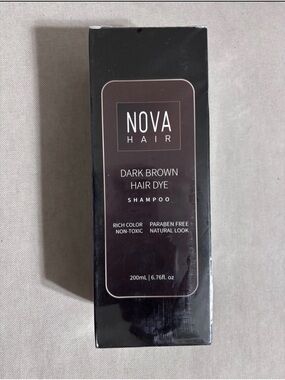 NOVA
HAIR
DARK BROWN
HAIR DYE
SHAMPOO
RICH COLOR PARABEN FREE
NON-TOXIC NATURAL LOOK
200mL | 6.76fl. oz